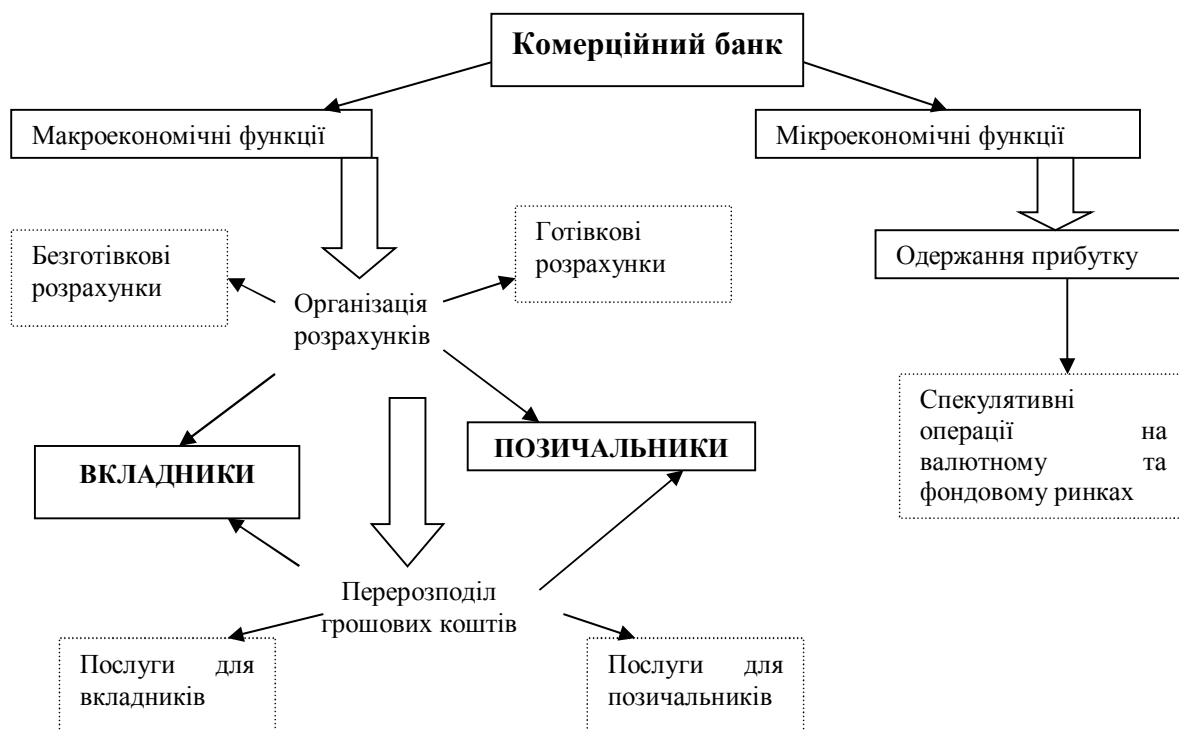 Комерційний банк
Макроекономічні функції
Мікроекономічні функції
Безготівкові
розрахунки
Готівкові
розрахунки
Одержання прибутку
Організація
розрахунків
Спекулятивні
операції на
валютному та
фондовому ринках
ВКЛАДНИКИ
ПОЗИЧАЛЬНИКИ
Перерозподіл
грошових коштів
Послуги для
вкладників
Послуги для
позичальників